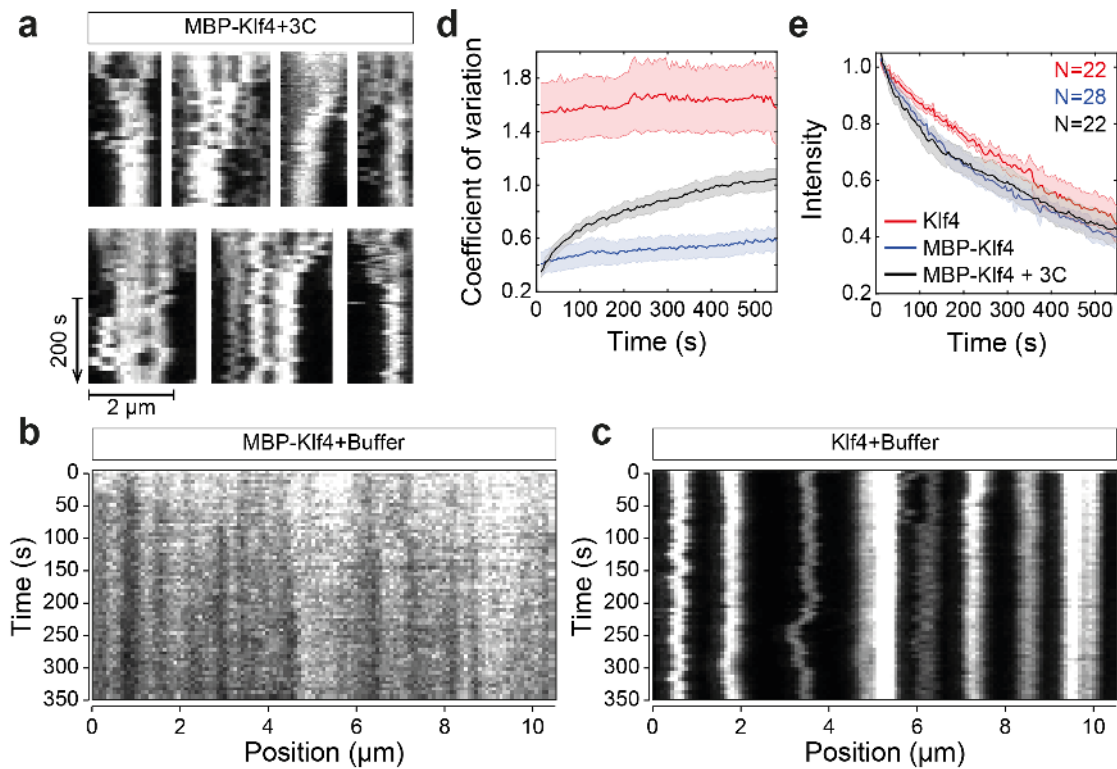 a
MBP-Klf4+3C
200 s
2 µm
d
Coefficient of variation
1.8
1.4
1.0
0.6
0.2
100 200 300 400 500
Time (s)
e
Intensity
1.0
0.8
0.6
0.4
0.2
N=22
N=28
N=22
Klf4
MBP-Klf4
MBP-Klf4 + 3C
0 100 200 300 400 500
Time (s)
b
MBP-Klf4+Buffer
Time (s)
0
50
100
150
200
250
300
350
0 2 4 6 8 10
Position (µm)
c
Klf4+Buffer
Time (s)
0
50
100
150
200
250
300
350
0 2 4 6 8 10
Position (µm)